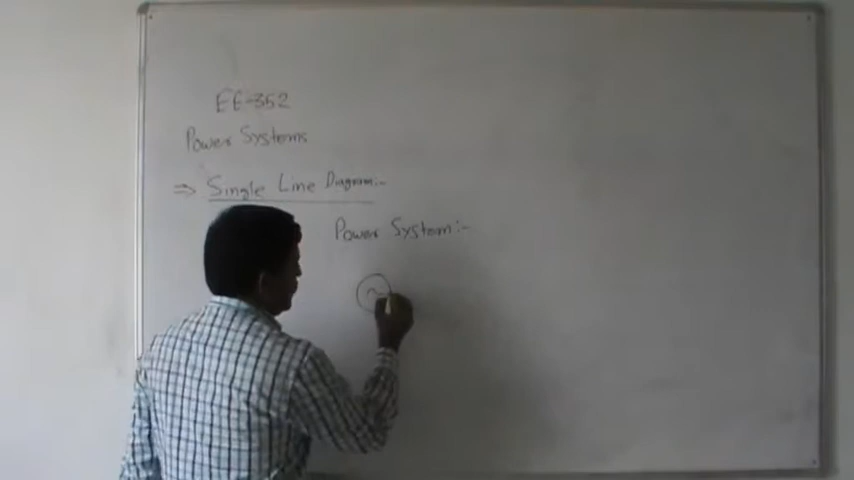 EE-352
Power Systems
⇒ Single Line Diagram:-
Power System:-